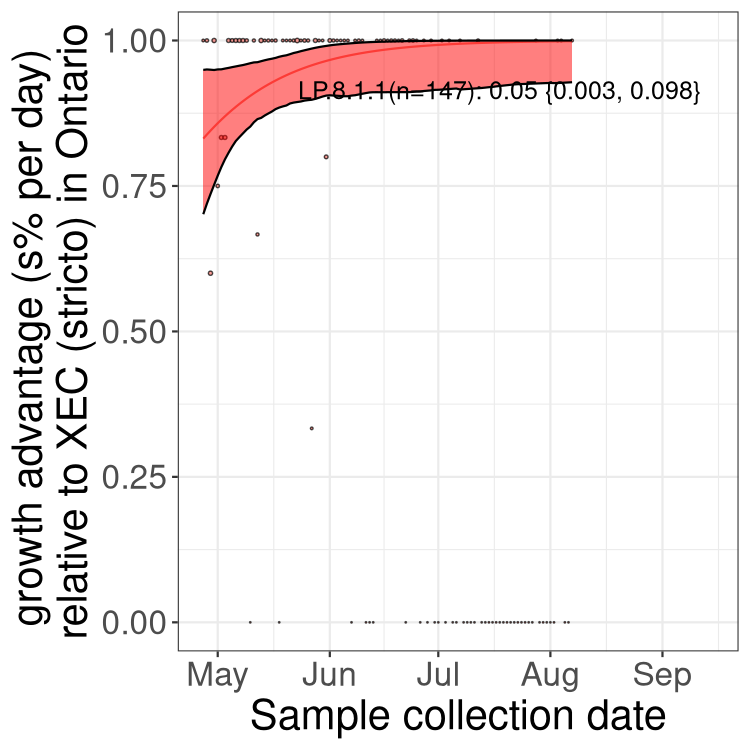 growth advantage (s% per day)
relative to XEC (stricto) in Ontario
1.00
0.75
0.50
0.25
0.00
LP.8.1.1(n=147): 0.05 {0.003, 0.098}
May Jun Jul Aug Sep
Sample collection date